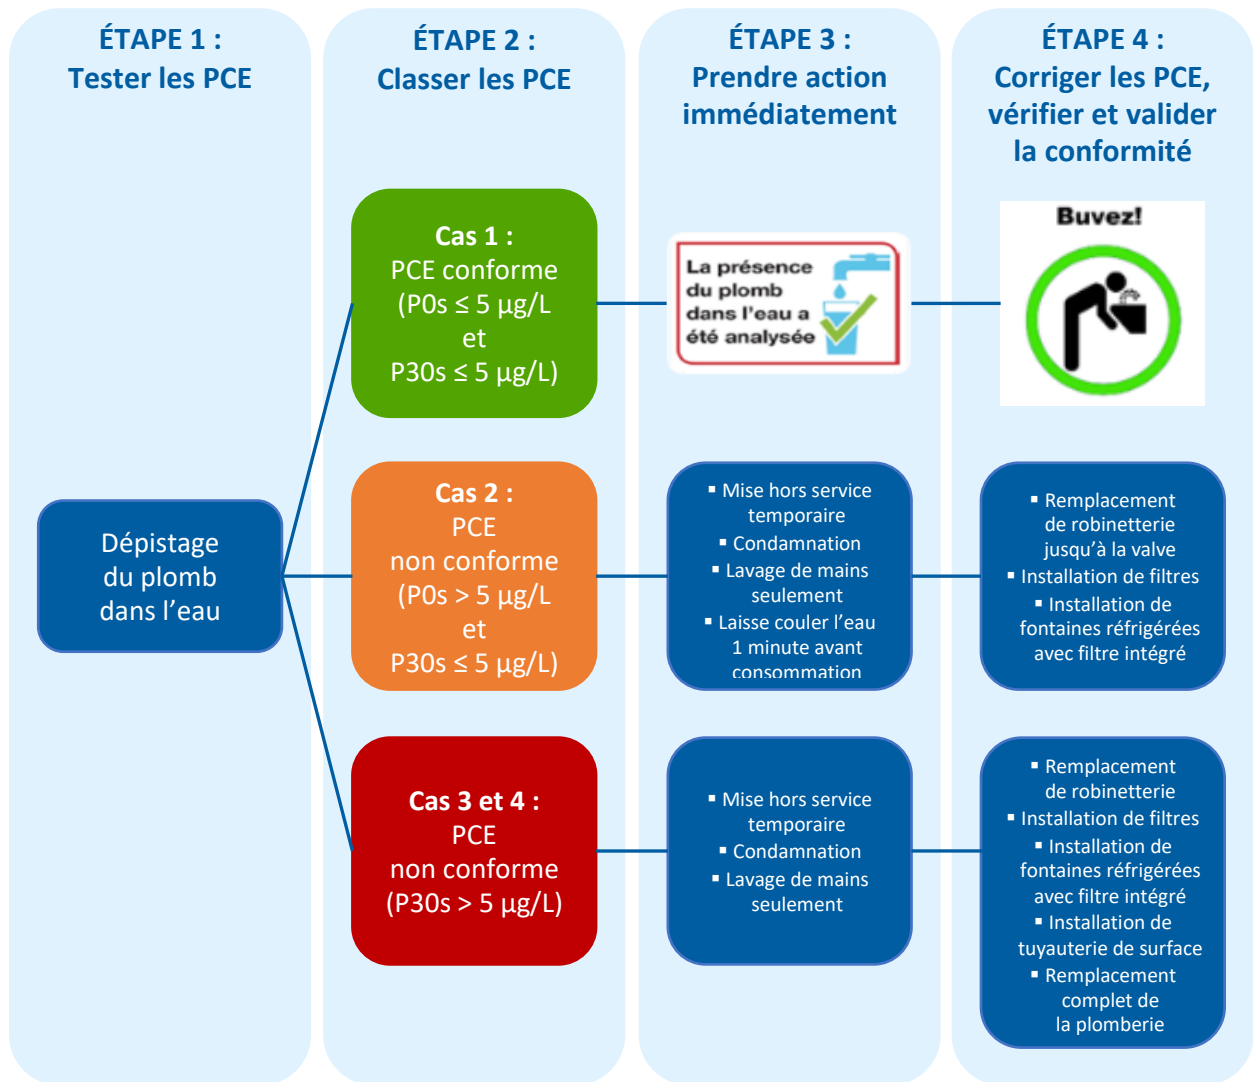 ÉTAPE 1 :
Tester les PCE
ÉTAPE 2 :
Classer les PCE
ÉTAPE 3 :
Prendre action
immédiatement
ÉTAPE 4 :
Corriger les PCE,
vérifier et valider
la conformité
Dépistage
du plomb
dans l'eau
Cas 1 :
PCE conforme
(P0s ≤ 5 µg/L
et
P30s ≤ 5 µg/L)
La présence
du plomb
dans l'eau a
été analysée
Buvez!
Cas 2 :
PCE
non conforme
(P0s > 5 µg/L
et
P30s ≤ 5 µg/L)
▪ Mise hors service
temporaire
▪ Condamnation
▪ Lavage de mains
seulement
▪ Laisse couler l'eau
1 minute avant
consommation
▪ Remplacement
de robinetterie
jusqu'à la valve
▪ Installation de filtres
▪ Installation de
fontaines réfrigérées
avec filtre intégré
Cas 3 et 4 :
PCE
non conforme
(P30s > 5 µg/L)
▪ Mise hors service
temporaire
▪ Condamnation
▪ Lavage de mains
seulement
▪ Remplacement
de robinetterie
▪ Installation de filtres
▪ Installation de
fontaines réfrigérées
avec filtre intégré
▪ Installation de
tuyauterie de surface
▪ Remplacement
complet de
la plomberie